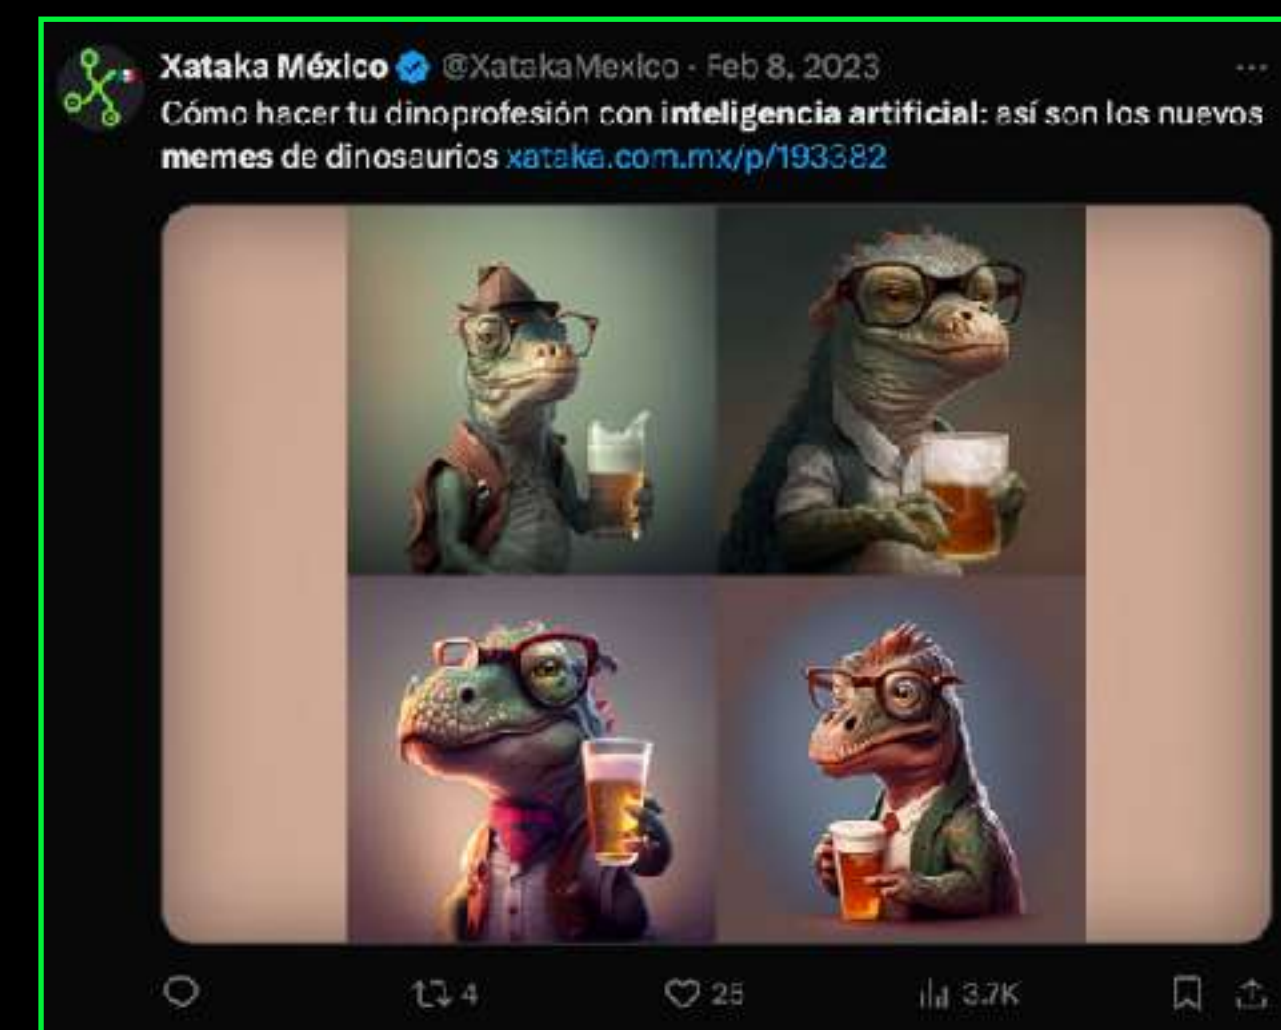 Xataka México @XatakaMexico · Feb 8, 2023
Cómo hacer tu dinoprofesión con inteligencia artificial: así son los nuevos
memes de dinosaurios xataka.com.mx/p/193382
4 25 3.7K